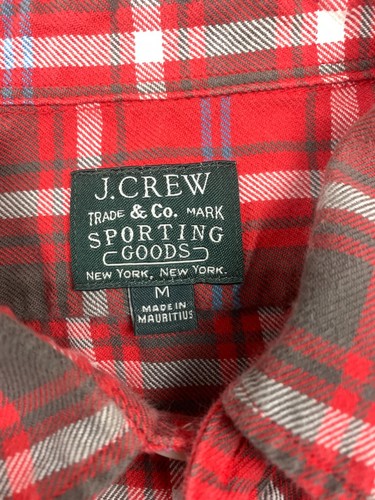 J.CREW
TRADE & Co. MARK
SPORTING
GOODS
NEW YORK, NEW YORK.
M
MADE IN
MAURITIUS